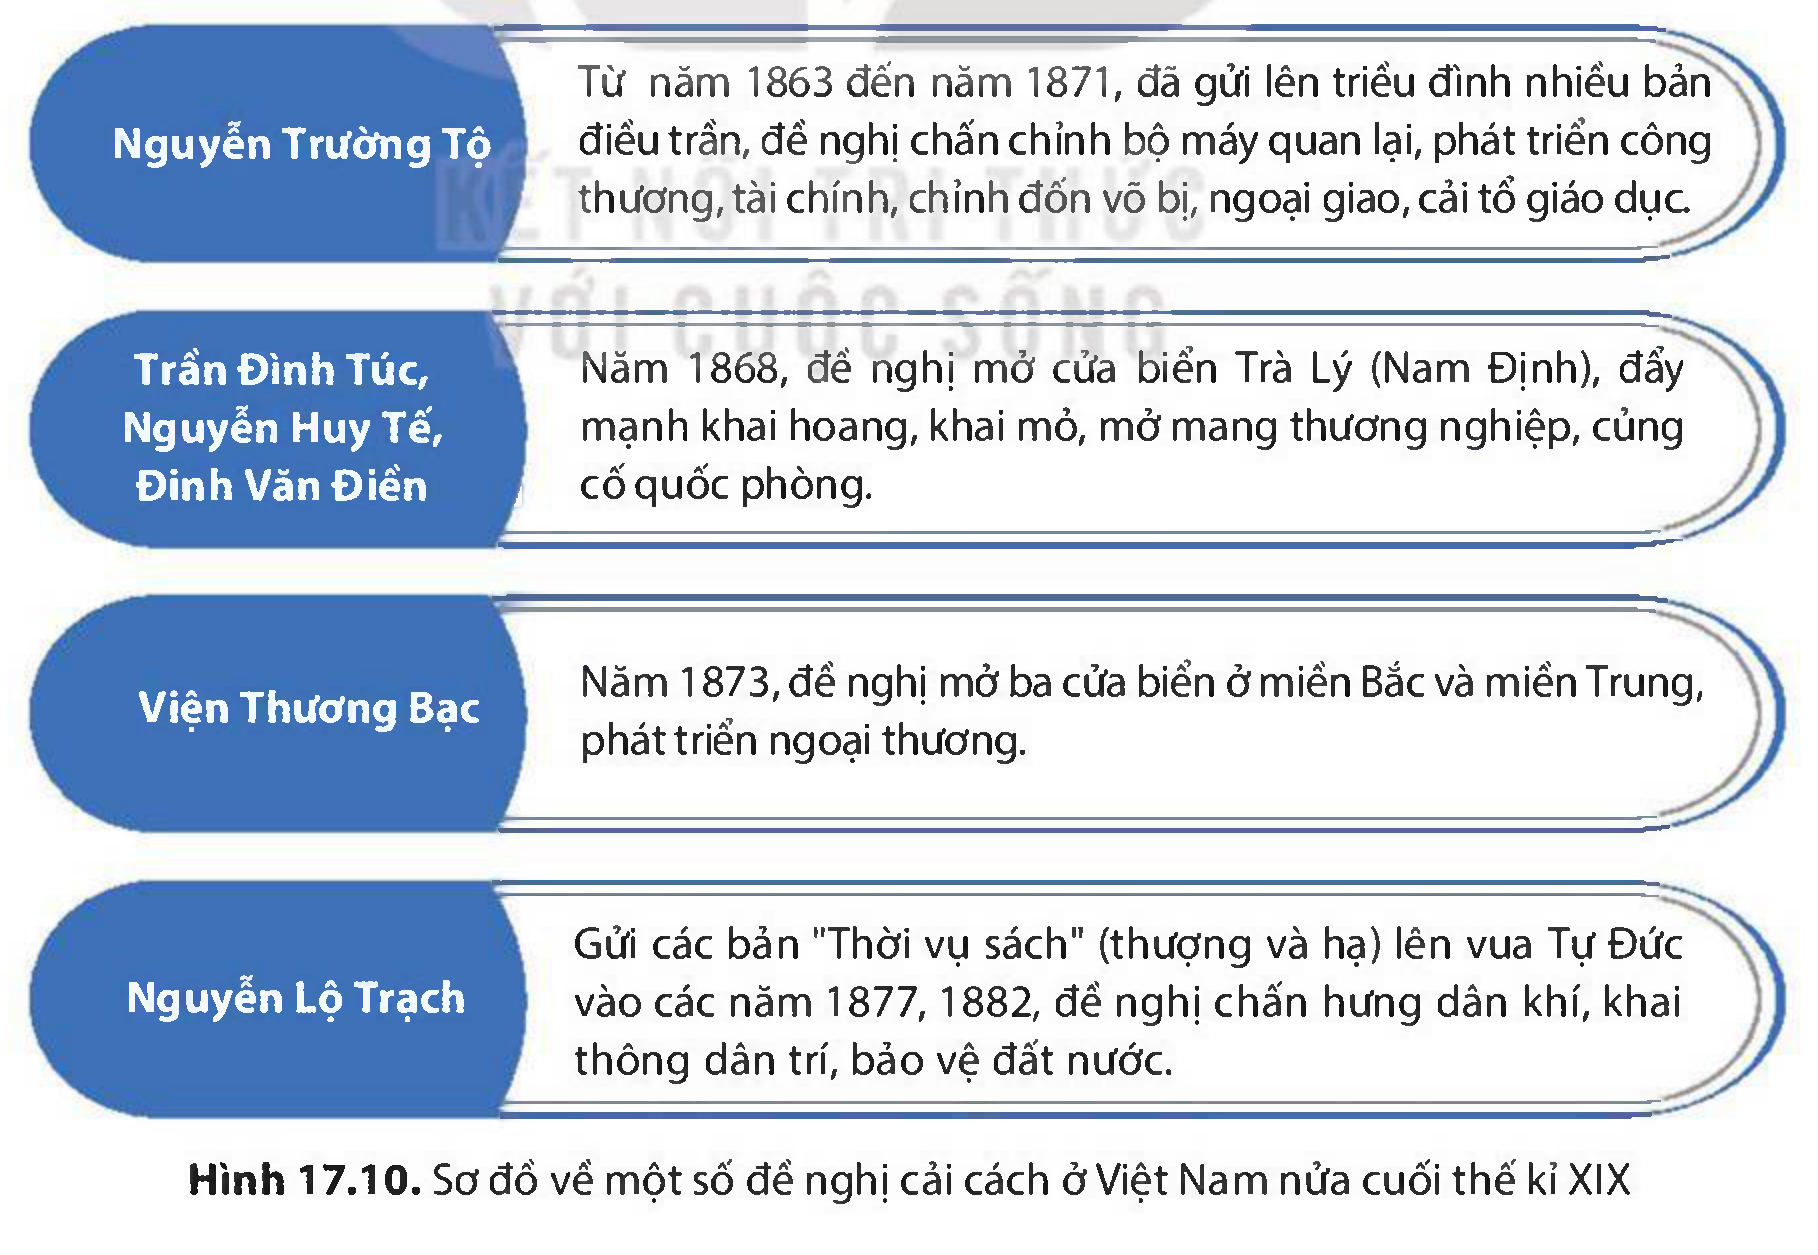 Nguyễn Trường Tộ
Từ năm 1863 đến năm 1871, đã gửi lên triều đình nhiều bản
điều trần, đề nghị chấn chỉnh bộ máy quan lại, phát triển công
thương, tài chính, chỉnh đốn võ bị, ngoại giao, cải tổ giáo dục.
KẾT NỐI TRI THỨC
VỚI CUỘC SỐNG
Trần Đình Túc,
Nguyễn Huy Tế,
Đinh Văn Điền
Năm 1868, đề nghị mở cửa biển Trà Lý (Nam Định), đẩy
mạnh khai hoang, khai mỏ, mở mang thương nghiệp, củng
cố quốc phòng.
Viện Thương Bạc
Năm 1873, đề nghị mở ba cửa biển ở miền Bắc và miền Trung,
phát triển ngoại thương.
Nguyễn Lộ Trạch
Gửi các bản "Thời vụ sách" (thượng và hạ) lên vua Tự Đức
vào các năm 1877, 1882, đề nghị chấn hưng dân khí, khai
thông dân trí, bảo vệ đất nước.
Hình 17.10. Sơ đồ về một số đề nghị cải cách ở Việt Nam nửa cuối thế kỉ XIX